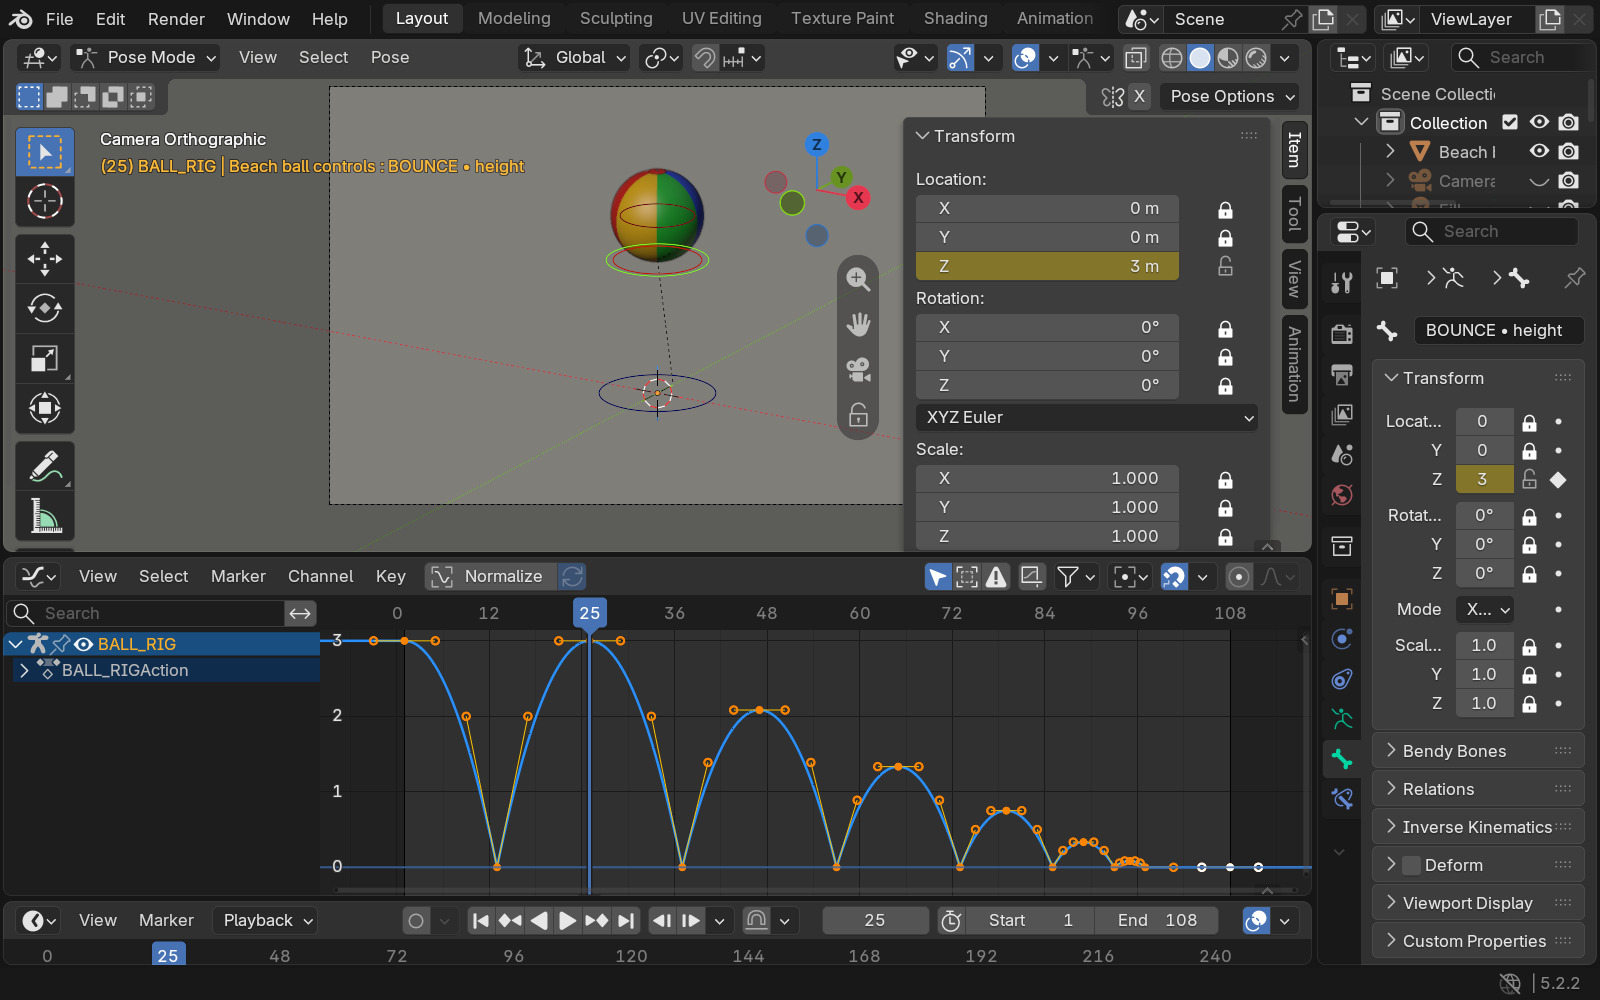 File Edit Render Window Help Layout Modeling Sculpting UV Editing Texture Paint Shading Animation Scene ViewLayer
Pose Mode View Select Pose Global Search
X Pose Options
Scene Collecti
Collection
Beach
Camera
Camera Orthographic
(25) BALL_RIG | Beach ball controls : BOUNCE • height
Z
Y
X
Transform
Location:
X 0 m
Y 0 m
Z 3 m
Rotation:
X 0°
Y 0°
Z 0°
XYZ Euler
Scale:
X 1.000
Y 1.000
Z 1.000
Item
Tool
View
Animation
Search
BOUNCE • height
Transform
Locat... 0
Y 0
Z 3
Rotat... 0°
Y 0°
Z 0°
Mode X...
Scal... 1.0
Y 1.0
Z 1.0
Bendy Bones
Relations
Inverse Kinematics
Deform
Viewport Display
Custom Properties
View Select Marker Channel Key Normalize
Search 0 12 25 36 48 60 72 84 96 108
BALL_RIG
BALL_RIGAction
3
2
1
0
View Marker Playback 25 Start 1 End 108
0 25 48 72 96 120 144 168 192 216 240
5.2.2